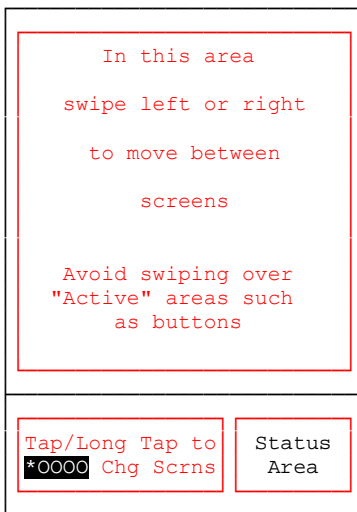 In this area
swipe left or right
to move between
screens
Avoid swiping over
"Active" areas such
as buttons
Tap/Long Tap to
*OOOO Chg Scrns
Status
Area